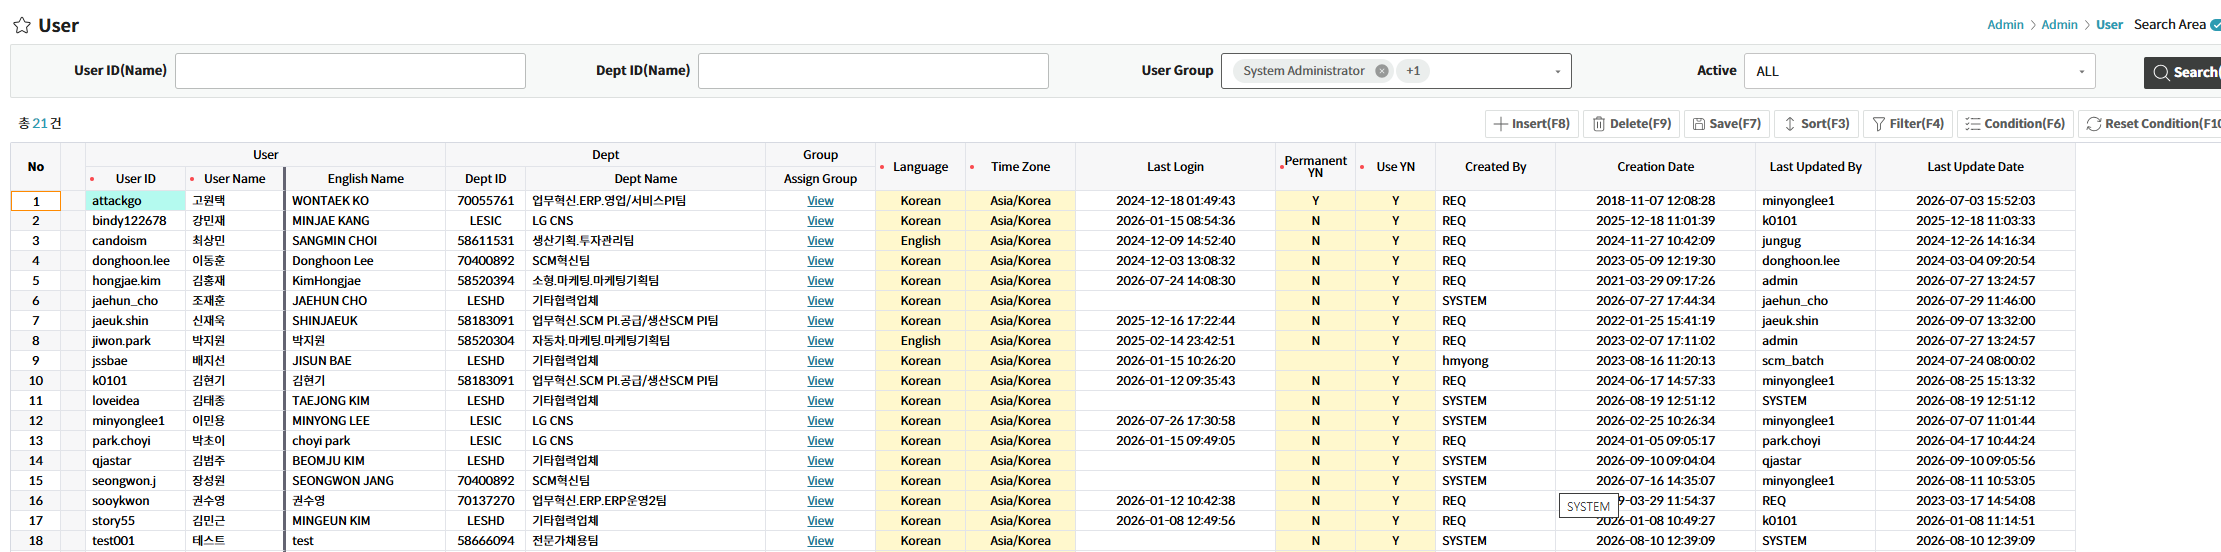 User
Admin > Admin > User Search Area
User ID(Name) Dept ID(Name) User Group System Administrator +1 Active ALL Search
총 21 건
Insert(F8) Delete(F9) Save(F7) Sort(F3) Filter(F4) Condition(F6) Reset Condition(F10
No User Dept Group Language Time Zone Last Login Permanent YN Use YN Created By Creation Date Last Updated By Last Update Date
User ID User Name English Name Dept ID Dept Name Assign Group
1 attackgo 고원택 WONTAEK KO 70055761 업무혁신.ERP.영업/서비스PI팀 View Korean Asia/Korea 2024-12-18 01:49:43 Y Y REQ 2018-11-07 12:08:28 minyonglee1 2026-07-03 15:52:03
2 bindy122678 강민재 MINJAE KANG LESIC LG CNS View Korean Asia/Korea 2026-01-15 08:54:36 N Y REQ 2025-12-18 11:01:39 k0101 2025-12-18 11:03:33
3 candoism 최상민 SANGMIN CHOI 58611531 생산기획.투자관리팀 View English Asia/Korea 2024-12-09 14:52:40 N Y REQ 2024-11-27 10:42:09 jungug 2024-12-26 14:16:34
4 donghoon.lee 이동훈 Donghoon Lee 70400892 SCM혁신팀 View Korean Asia/Korea 2024-12-03 13:08:32 N Y REQ 2023-05-09 12:19:30 donghoon.lee 2024-03-04 09:20:54
5 hongjae.kim 김홍재 KimHongjae 58520394 소형.마케팅.마케팅기획팀 View Korean Asia/Korea 2026-07-24 14:08:30 N Y REQ 2021-03-29 09:17:26 admin 2026-07-27 13:24:57
6 jaehun_cho 조재훈 JAEHUN CHO LESHD 기타협력업체 View Korean Asia/Korea N Y SYSTEM 2026-07-27 17:44:34 jaehun_cho 2026-07-29 11:46:00
7 jaeuk.shin 신재욱 SHINJAEUK 58183091 업무혁신.SCM PI.공급/생산SCM PI팀 View Korean Asia/Korea 2025-12-16 17:22:44 N Y REQ 2022-01-25 15:41:19 jaeuk.shin 2026-09-07 13:32:00
8 jiwon.park 박지원 박지원 58520304 자동차.마케팅.마케팅기획팀 View English Asia/Korea 2025-02-14 23:42:51 N Y REQ 2023-02-07 17:11:02 admin 2026-07-27 13:24:57
9 jssbae 배지선 JISUN BAE LESHD 기타협력업체 View Korean Asia/Korea 2026-01-15 10:26:20 Y hmyong 2023-08-16 11:20:13 scm_batch 2024-07-24 08:00:02
10 k0101 김현기 김현기 58183091 업무혁신.SCM PI.공급/생산SCM PI팀 View Korean Asia/Korea 2026-01-12 09:35:43 N Y REQ 2024-06-17 14:57:33 minyonglee1 2026-08-25 15:13:32
11 loveidea 김태종 TAEJONG KIM LESHD 기타협력업체 View Korean Asia/Korea N Y SYSTEM 2026-08-19 12:51:12 SYSTEM 2026-08-19 12:51:12
12 minyonglee1 이민용 MINYONG LEE LESIC LG CNS View Korean Asia/Korea 2026-07-26 17:30:58 N Y SYSTEM 2026-02-25 10:26:34 minyonglee1 2026-07-07 11:01:44
13 park.choyi 박초이 choyi park LESIC LG CNS View Korean Asia/Korea 2026-01-15 09:49:05 N Y REQ 2024-01-05 09:05:17 park.choyi 2026-04-17 10:44:24
14 qjastar 김범주 BEOMJU KIM LESHD 기타협력업체 View Korean Asia/Korea N Y SYSTEM 2026-09-10 09:04:04 qjastar 2026-09-10 09:05:56
15 seongwon.j 장성원 SEONGWON JANG 70400892 SCM혁신팀 View Korean Asia/Korea N Y SYSTEM 2026-07-16 14:35:07 minyonglee1 2026-08-11 10:53:05
16 sooykwon 권수영 권수영 70137270 업무혁신.ERP.ERP운영2팀 View Korean Asia/Korea 2026-01-12 10:42:38 N Y REQ 9-03-29 11:54:37 REQ 2023-03-17 14:54:08
SYSTEM
17 story55 김민근 MINGEUN KIM LESHD 기타협력업체 View Korean Asia/Korea 2026-01-08 12:49:56 N Y REQ 2026-01-08 10:49:27 k0101 2026-01-08 11:14:51
18 test001 테스트 test 58666094 전문가채용팀 View Korean Asia/Korea N Y SYSTEM 2026-08-10 12:39:09 SYSTEM 2026-08-10 12:39:09